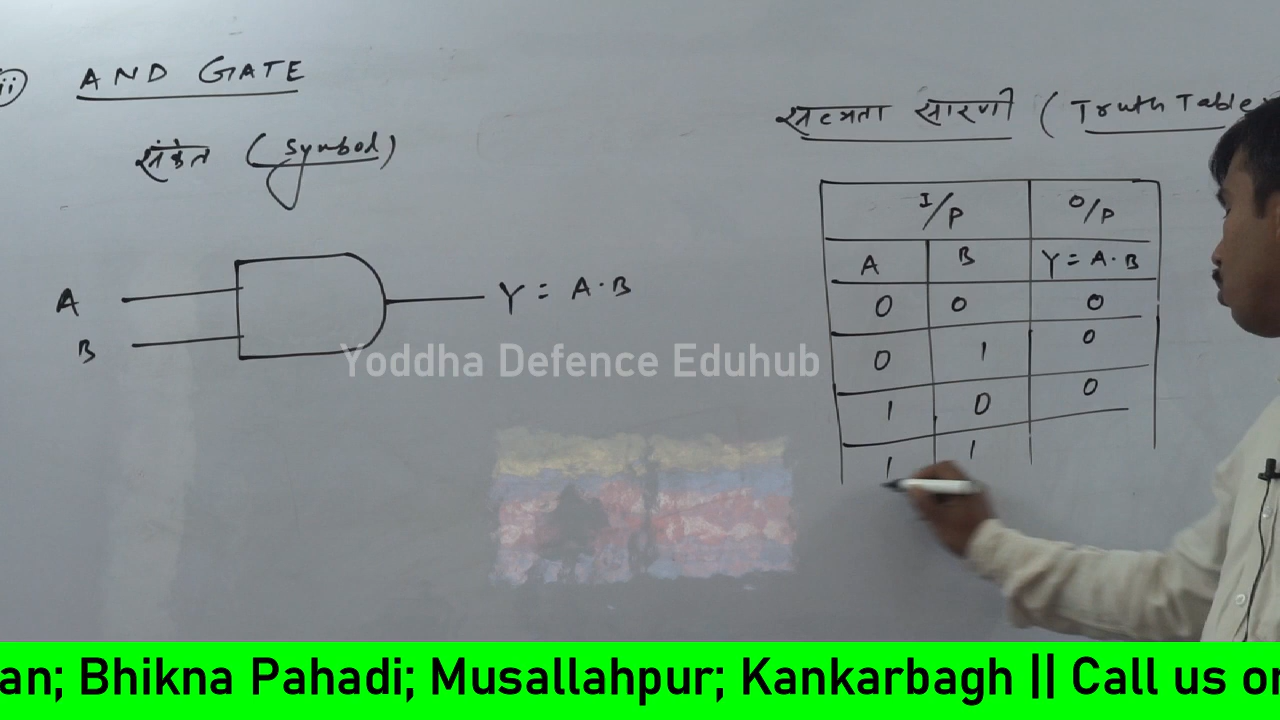 ii
AND GATE
संकेत (Symbol)
A
B
Y = A·B
सत्यता सारणी (Truth Table)
I/P O/P
A B Y = A·B
0 0 0
0 1 0
1 0 0
1 1
Yoddha Defence Eduhub
an; Bhikna Pahadi; Musallahpur; Kankarbagh || Call us on